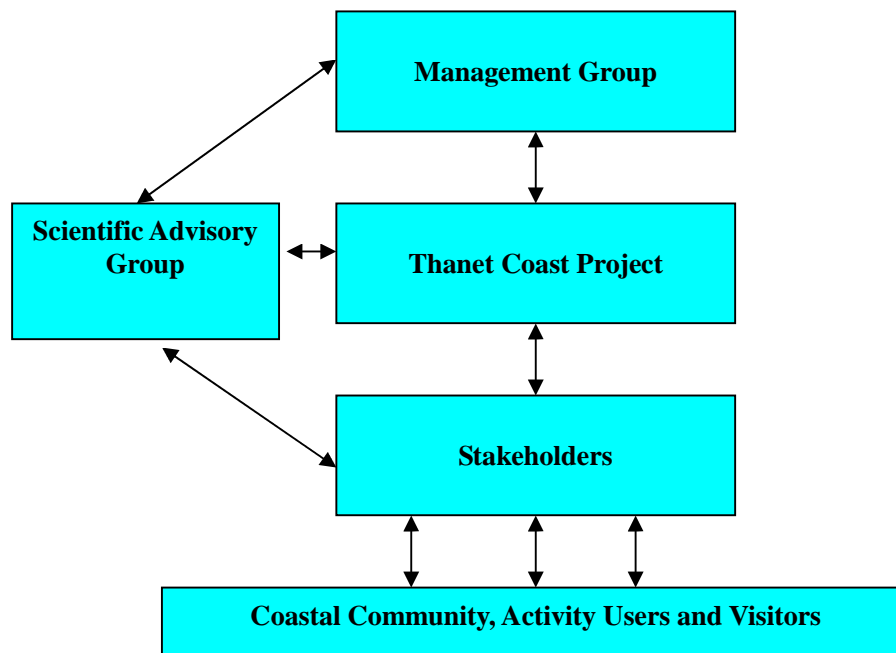 Management Group
Scientific Advisory
Group
Thanet Coast Project
Stakeholders
Coastal Community, Activity Users and Visitors